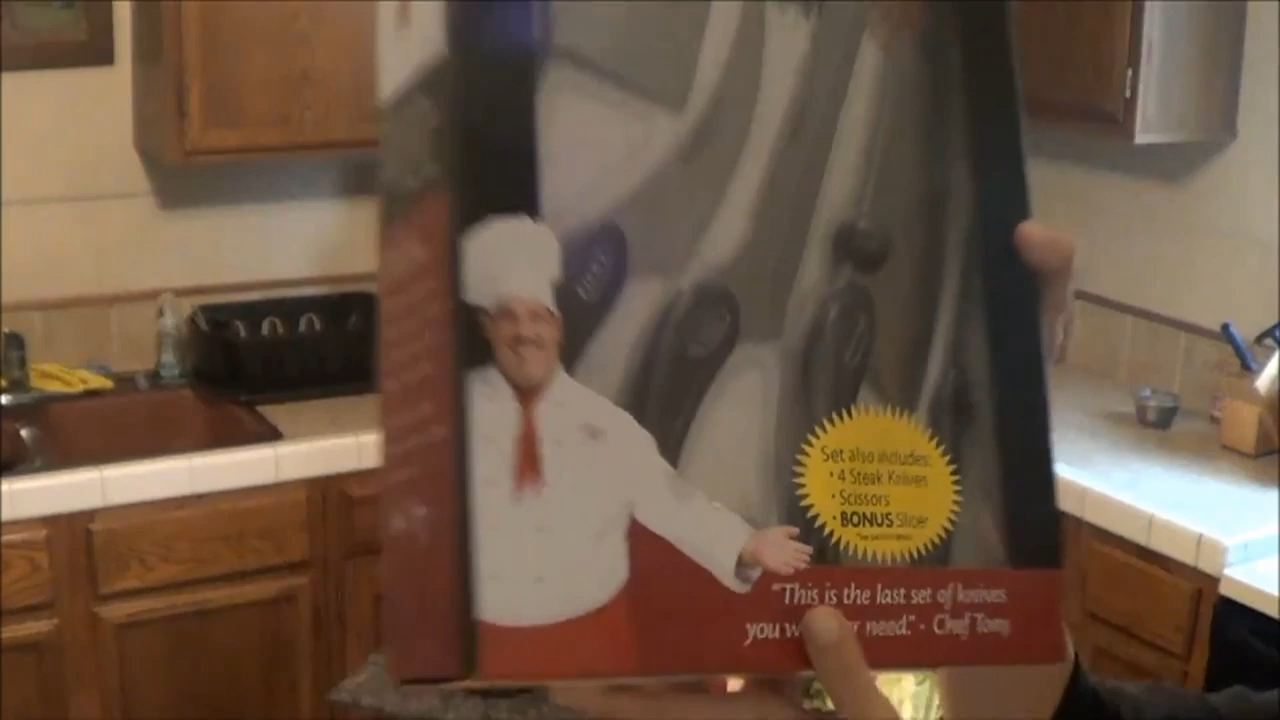 Set also includes:
• 4 Steak Knives
• Scissors
• BONUS Slicer
"This is the last set of knives
you need." - Chef Tony